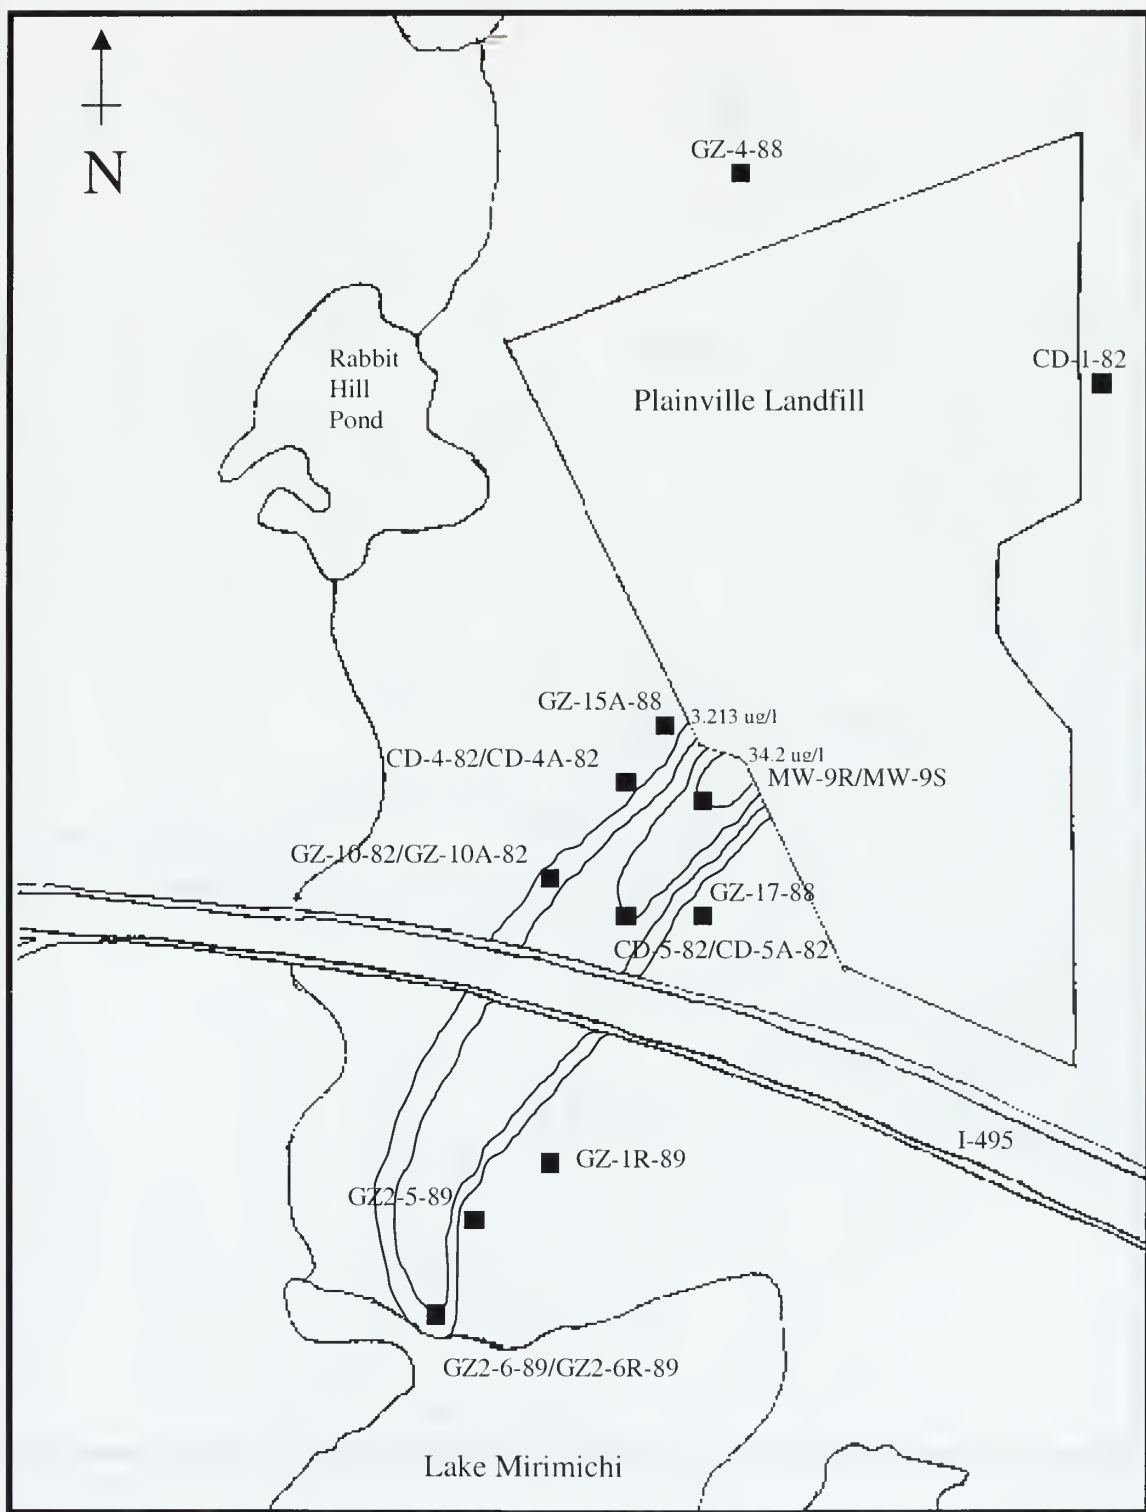 N
GZ-4-88
CD-1-82
Rabbit
Hill
Pond
Plainville Landfill
GZ-15A-88
3.213 ug/l
CD-4-82/CD-4A-82
34.2 ug/l
MW-9R/MW-9S
GZ-10-82/GZ-10A-82
GZ-17-88
CD-5-82/CD-5A-82
I-495
GZ-1R-89
GZ2-5-89
GZ2-6-89/GZ2-6R-89
Lake Mirimichi